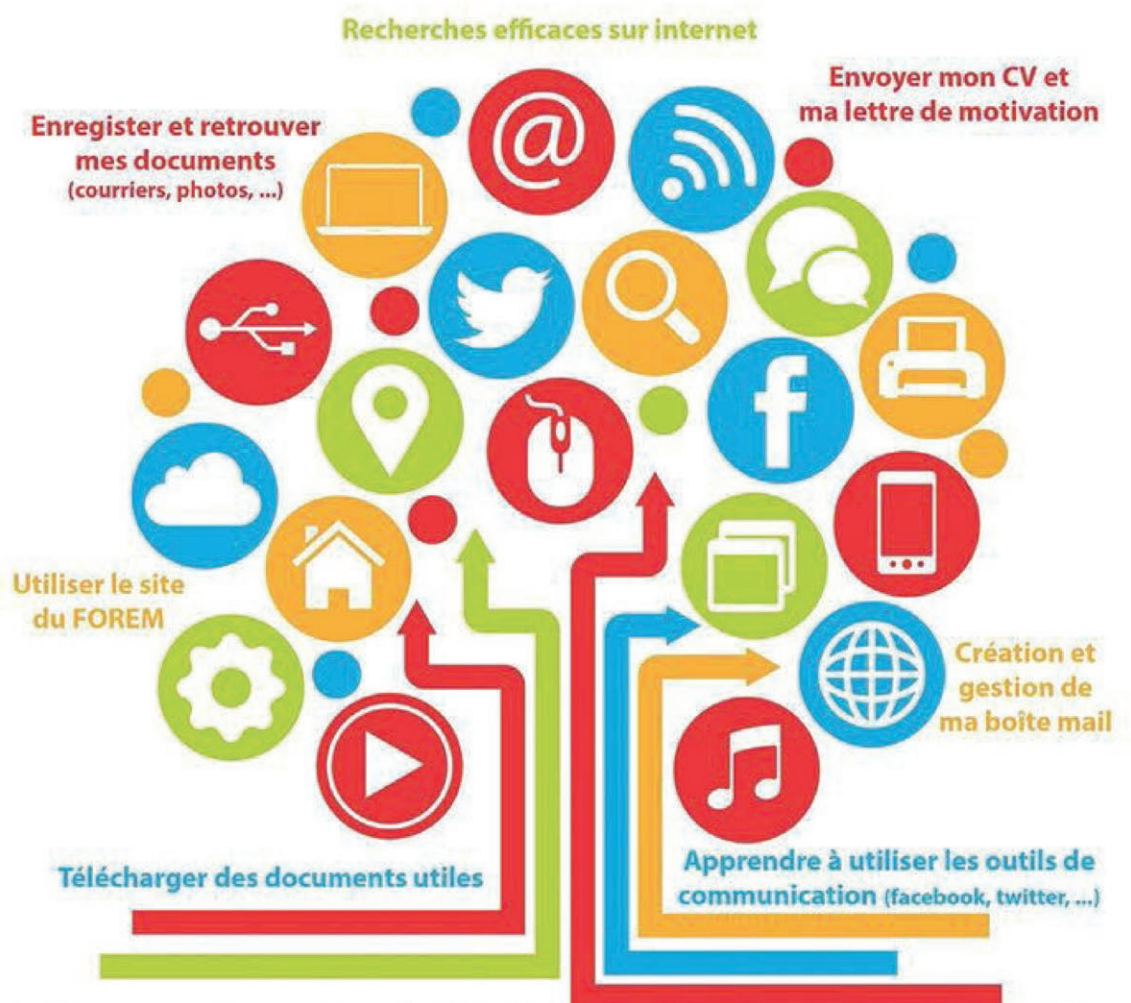 Recherches efficaces sur internet
Envoyer mon CV et
ma lettre de motivation
Enregister et retrouver
mes documents
(courriers, photos, ...)
Utiliser le site
du FOREM
Création et
gestion de
ma boîte mail
Télécharger des documents utiles
Apprendre à utiliser les outils de
communication (facebook, twitter, ...)